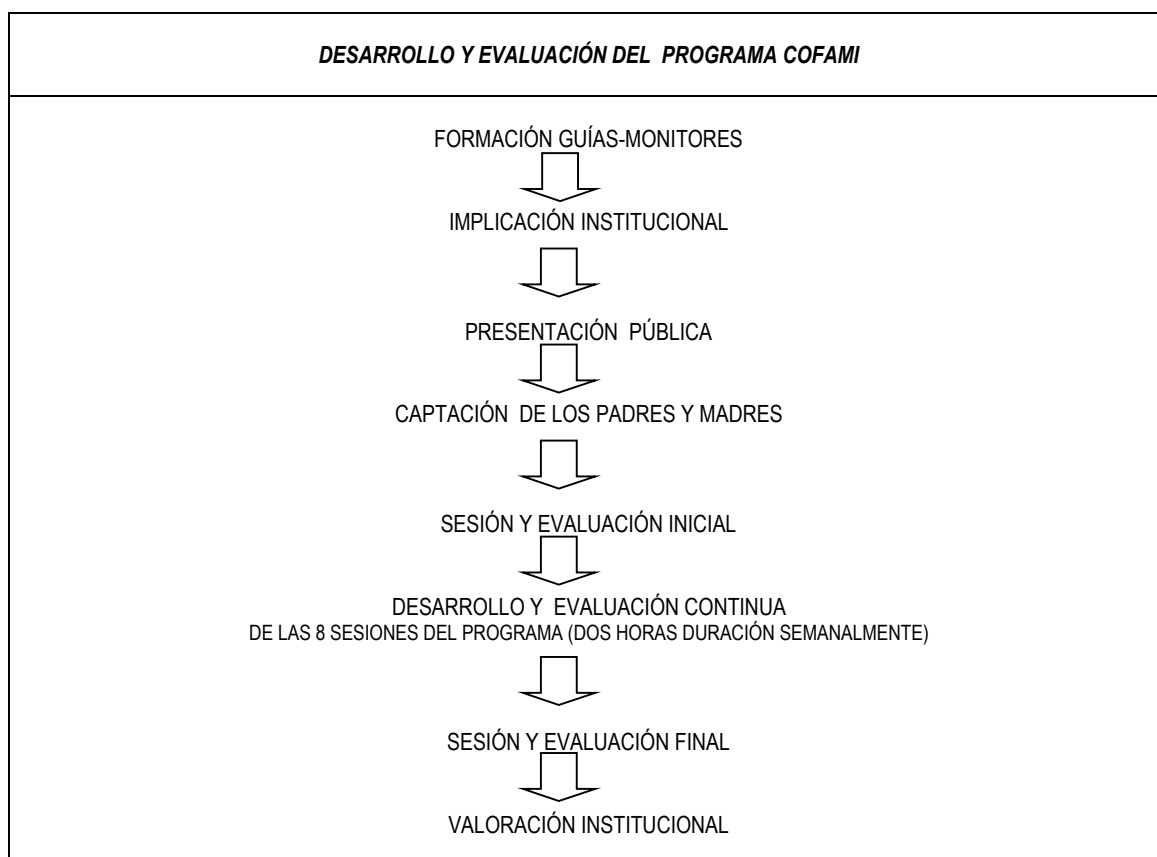 DESARROLLO Y EVALUACIÓN DEL PROGRAMA COFAMI
FORMACIÓN GUÍAS-MONITORES
IMPLICACIÓN INSTITUCIONAL
PRESENTACIÓN PÚBLICA
CAPTACIÓN DE LOS PADRES Y MADRES
SESIÓN Y EVALUACIÓN INICIAL
DESARROLLO Y EVALUACIÓN CONTINUA
DE LAS 8 SESIONES DEL PROGRAMA (DOS HORAS DURACIÓN SEMANALMENTE)
SESIÓN Y EVALUACIÓN FINAL
VALORACIÓN INSTITUCIONAL